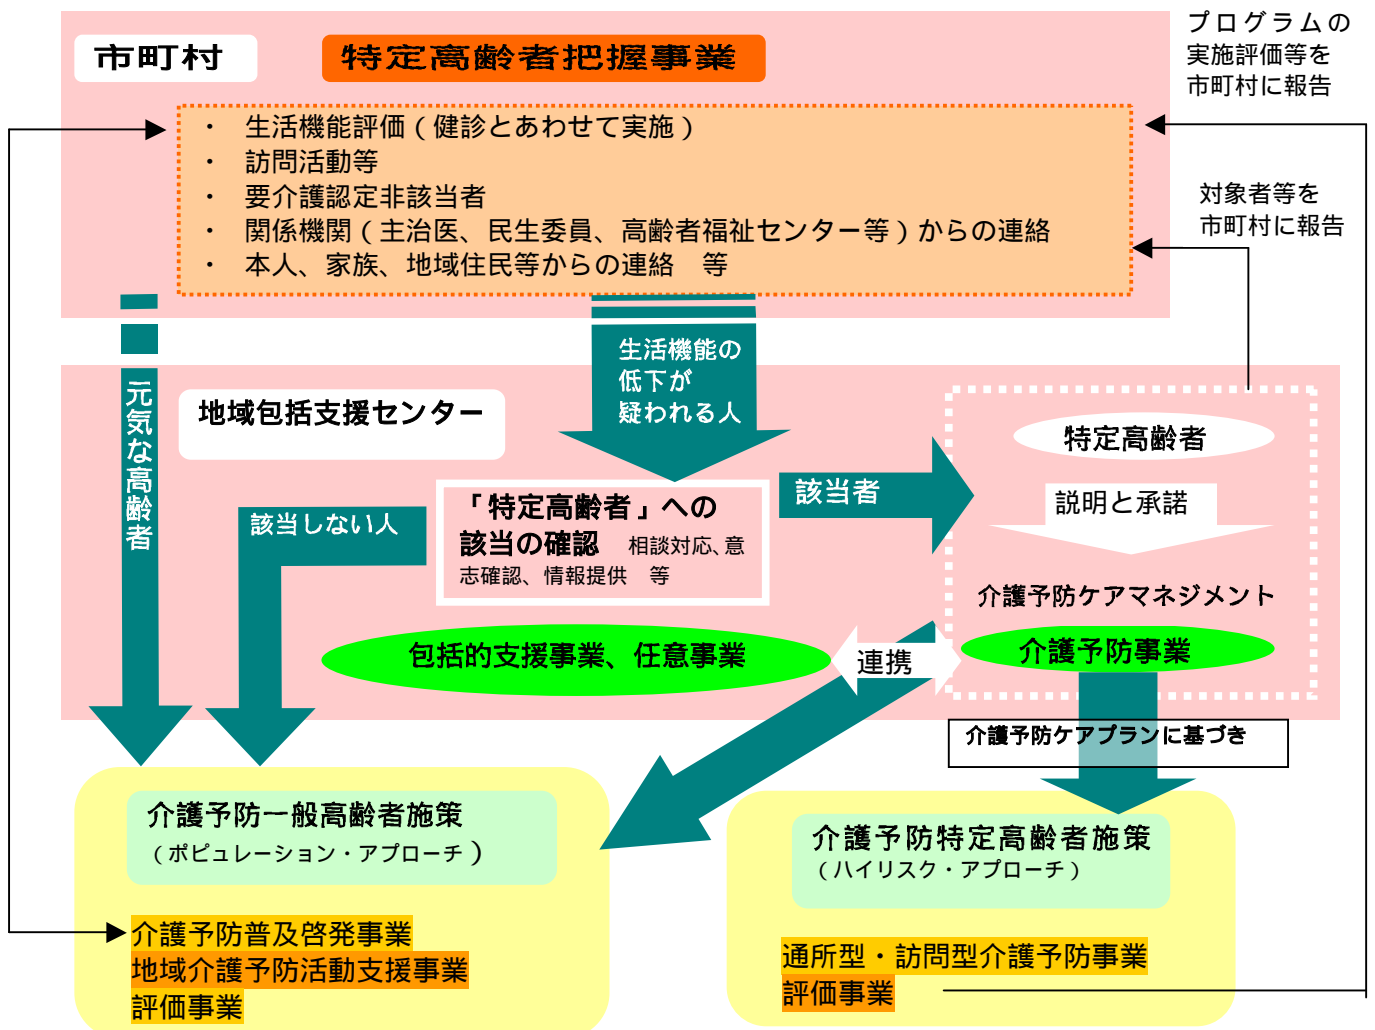 市町村
特定高齢者把握事業
プログラムの
実施評価等を
市町村に報告
・ 生活機能評価（健診とあわせて実施）
・ 訪問活動等
・ 要介護認定非該当者
・ 関係機関（主治医、民生委員、高齢者福祉センター等）からの連絡
・ 本人、家族、地域住民等からの連絡　等
対象者等を
市町村に報告
生活機能の
低下が
疑われる人
元気な高齢者
地域包括支援センター
特定高齢者
説明と承諾
介護予防ケアマネジメント
介護予防事業
該当者
「特定高齢者」への
該当の確認　相談対応、意
志確認、情報提供　等
該当しない人
包括的支援事業、任意事業
連携
介護予防ケアプランに基づき
介護予防一般高齢者施策
（ポピュレーション・アプローチ）
介護予防普及啓発事業
地域介護予防活動支援事業
評価事業
介護予防特定高齢者施策
（ハイリスク・アプローチ）
通所型・訪問型介護予防事業
評価事業